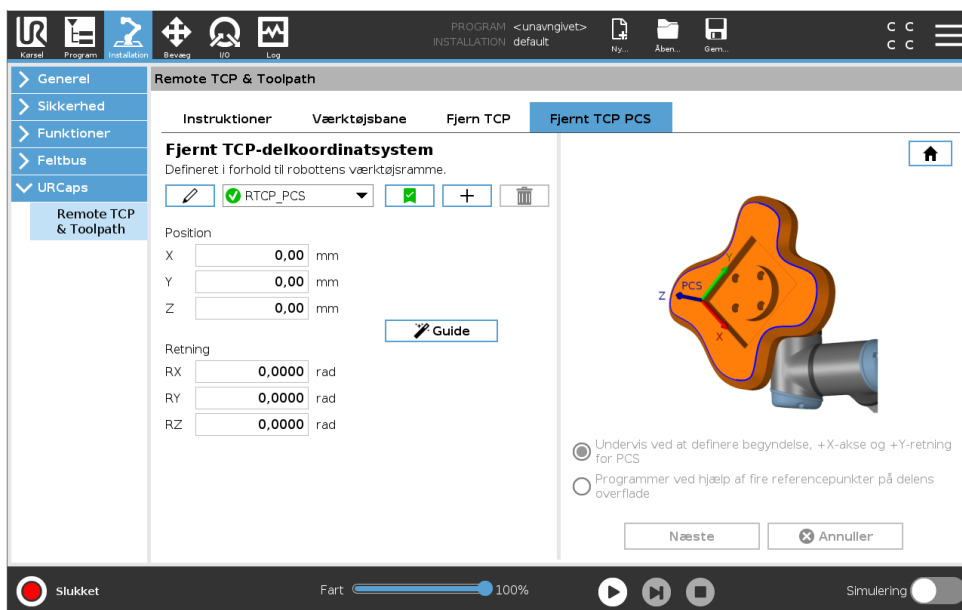 PROGRAM <unavngivet>
INSTALLATION default
Kørsel Program Installation Bevæg I/O Log Ny... Åben... Gem...
C C
C C
Generel
Sikkerhed
Funktioner
Feltbus
URCaps
Remote TCP
& Toolpath
Remote TCP & Toolpath
Instruktioner Værktøjsbane Fjern TCP Fjernt TCP PCS
Fjernt TCP-delkoordinatsystem
Defineret i forhold til robottens værktøjsramme.
RTCP_PCS
Position
X 0,00 mm
Y 0,00 mm
Z 0,00 mm
Guide
Retning
RX 0,0000 rad
RY 0,0000 rad
RZ 0,0000 rad
Y
PCS
Z
X
Undervis ved at definere begyndelse, +X-akse og +Y-retning
for PCS
Programmer ved hjælp af fire referencepunkter på delens
overflade
Næste Annuller
Slukket Fart 100% Simulering